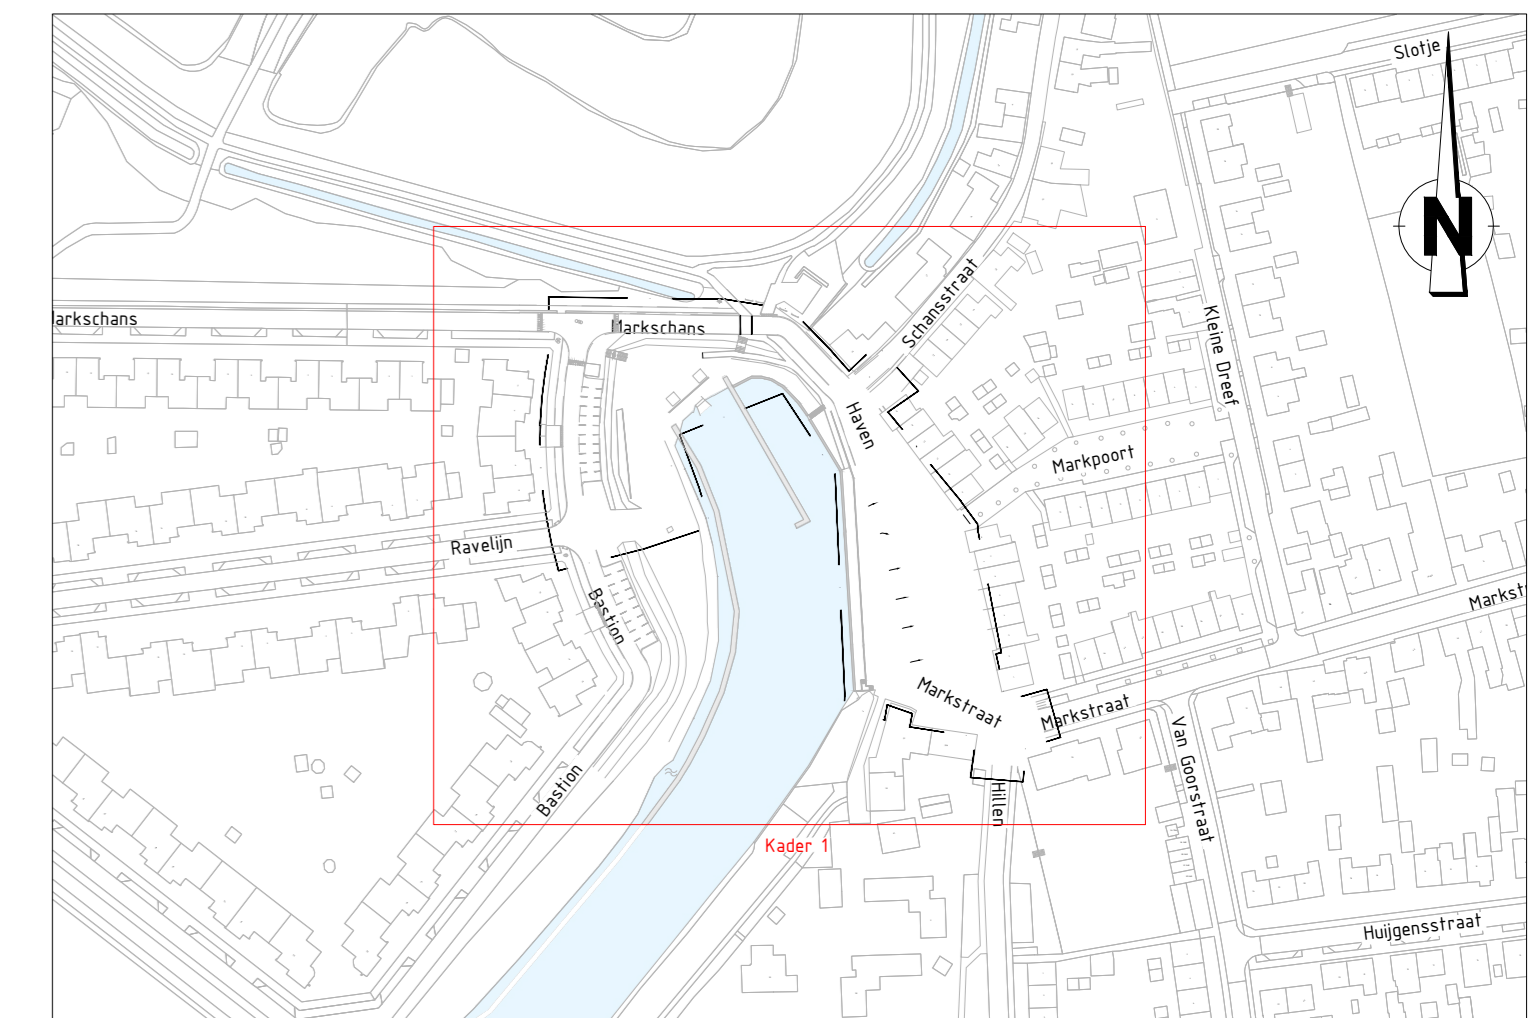 Slotje
N
Schansstraat
Markschans
Markschans
Kleine Dreef
Haven
Markpoort
Ravelijn
Bastion
Markstraat
Markstraat
Van Goorstraat
Bastion
Hillen
Kader 1
Huijgensstraat